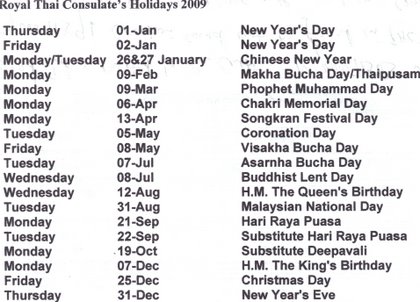 Royal Thai Consulate's Holidays 2009
Thursday 01-Jan New Year's Day
Friday 02-Jan New Year's Day
Monday/Tuesday 26&27 January Chinese New Year
Monday 09-Feb Makha Bucha Day/Thaipusam
Monday 09-Mar Phophet Muhammad Day
Monday 06-Apr Chakri Memorial Day
Monday 13-Apr Songkran Festival Day
Tuesday 05-May Coronation Day
Friday 08-May Visakha Bucha Day
Tuesday 07-Jul Asarnha Bucha Day
Wednesday 08-Jul Buddhist Lent Day
Wednesday 12-Aug H.M. The Queen's Birthday
Tuesday 31-Aug Malaysian National Day
Monday 21-Sep Hari Raya Puasa
Tuesday 22-Sep Substitute Hari Raya Puasa
Monday 19-Oct Substitute Deepavali
Monday 07-Dec H.M. The King's Birthday
Friday 25-Dec Christmas Day
Thursday 31-Dec New Year's Eve